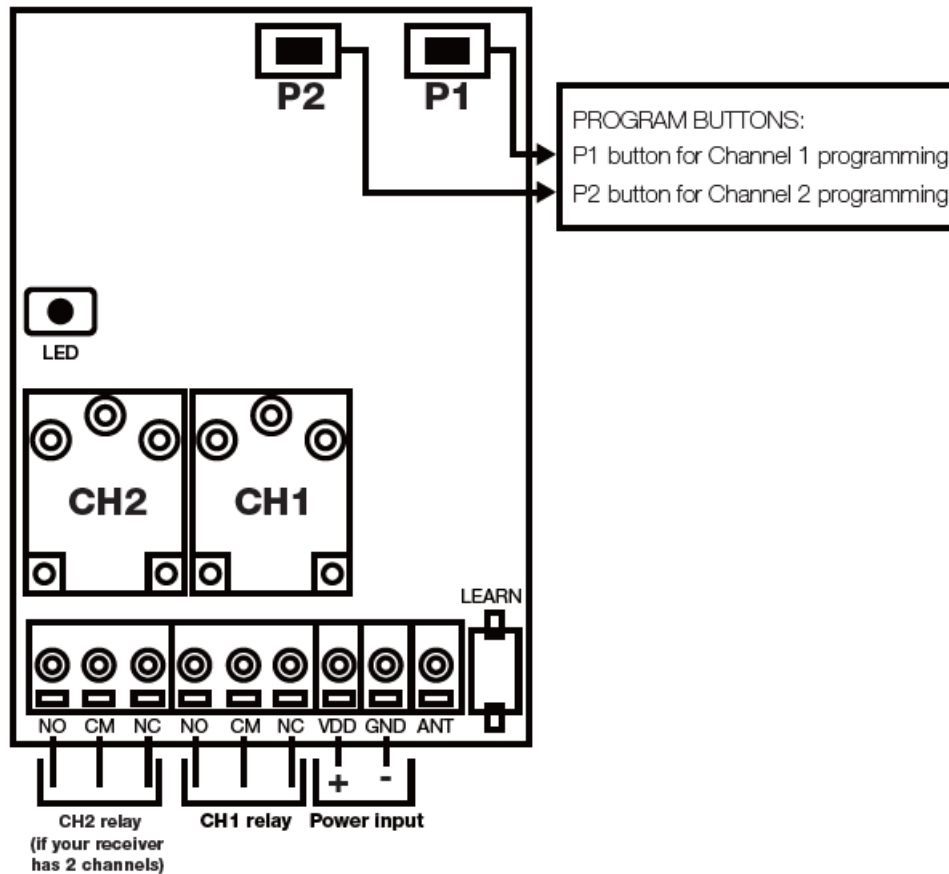 P2 P1
PROGRAM BUTTONS:
P1 button for Channel 1 programming
P2 button for Channel 2 programming
LED
CH2 CH1
LEARN
NO CM NC NO CM NC VDD GND ANT
+ -
CH2 relay
(if your receiver
has 2 channels)
CH1 relay
Power input